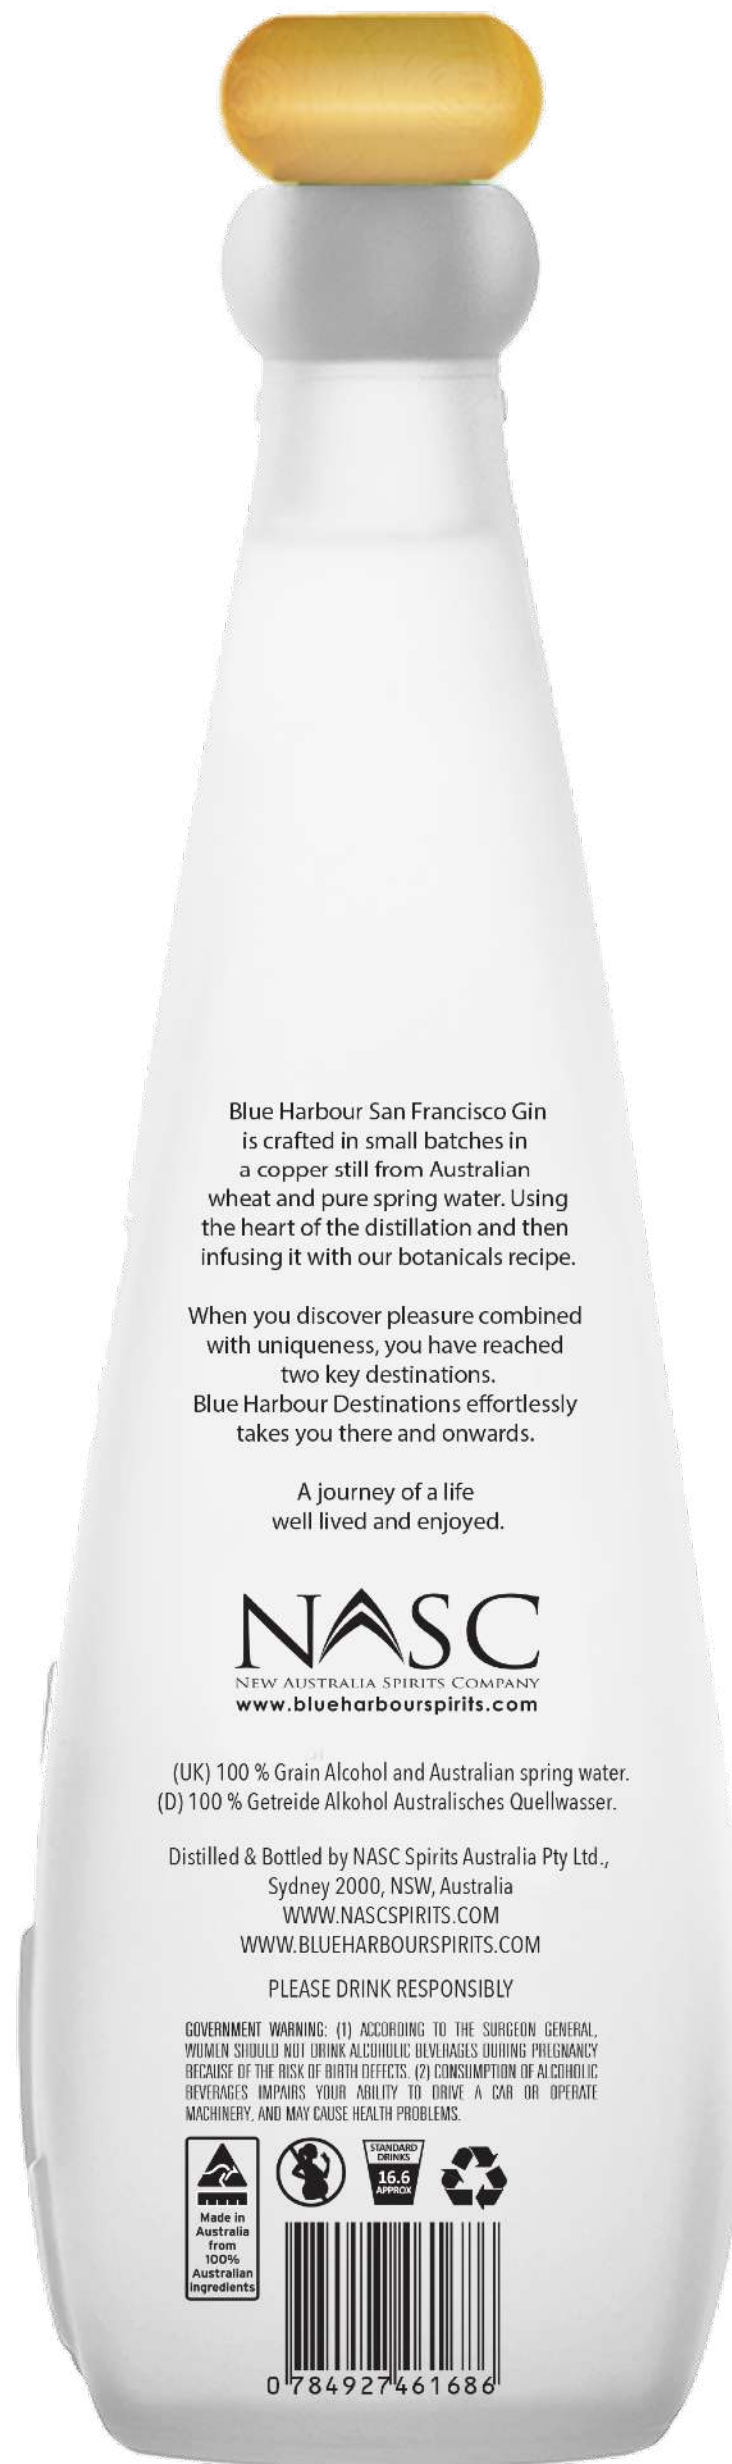 Blue Harbour San Francisco Gin
is crafted in small batches in
a copper still from Australian
wheat and pure spring water. Using
the heart of the distillation and then
infusing it with our botanicals recipe.
When you discover pleasure combined
with uniqueness, you have reached
two key destinations.
Blue Harbour Destinations effortlessly
takes you there and onwards.
A journey of a life
well lived and enjoyed.
NASC
NEW AUSTRALIA SPIRITS COMPANY
www.blueharbourspirits.com
(UK) 100 % Grain Alcohol and Australian spring water.
(D) 100 % Getreide Alkohol Australisches Quellwasser.
Distilled & Bottled by NASC Spirits Australia Pty Ltd.,
Sydney 2000, NSW, Australia
WWW.NASCSPIRITS.COM
WWW.BLUEHARBOURSPIRITS.COM
PLEASE DRINK RESPONSIBLY
GOVERNMENT WARNING: (1) ACCORDING TO THE SURGEON GENERAL,
WOMEN SHOULD NOT DRINK ALCOHOLIC BEVERAGES DURING PREGNANCY
BECAUSE OF THE RISK OF BIRTH DEFECTS. (2) CONSUMPTION OF ALCOHOLIC
BEVERAGES IMPAIRS YOUR ABILITY TO DRIVE A CAR OR OPERATE
MACHINERY, AND MAY CAUSE HEALTH PROBLEMS.
Made in
Australia
from
100%
Australian
ingredients
STANDARD
DRINKS
16.6
APPROX
0 784927 461686